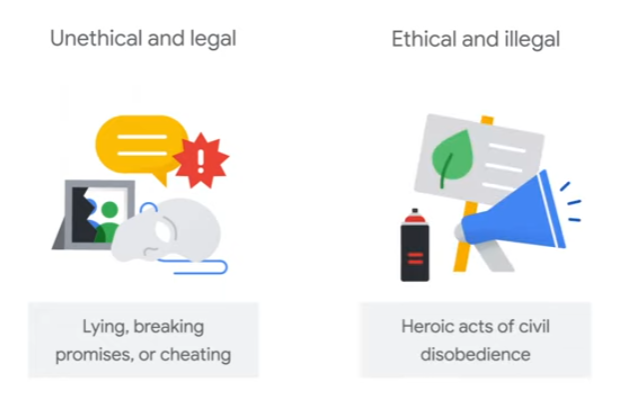 Unethical and legal
Ethical and illegal
Lying, breaking
promises, or cheating
Heroic acts of civil
disobedience